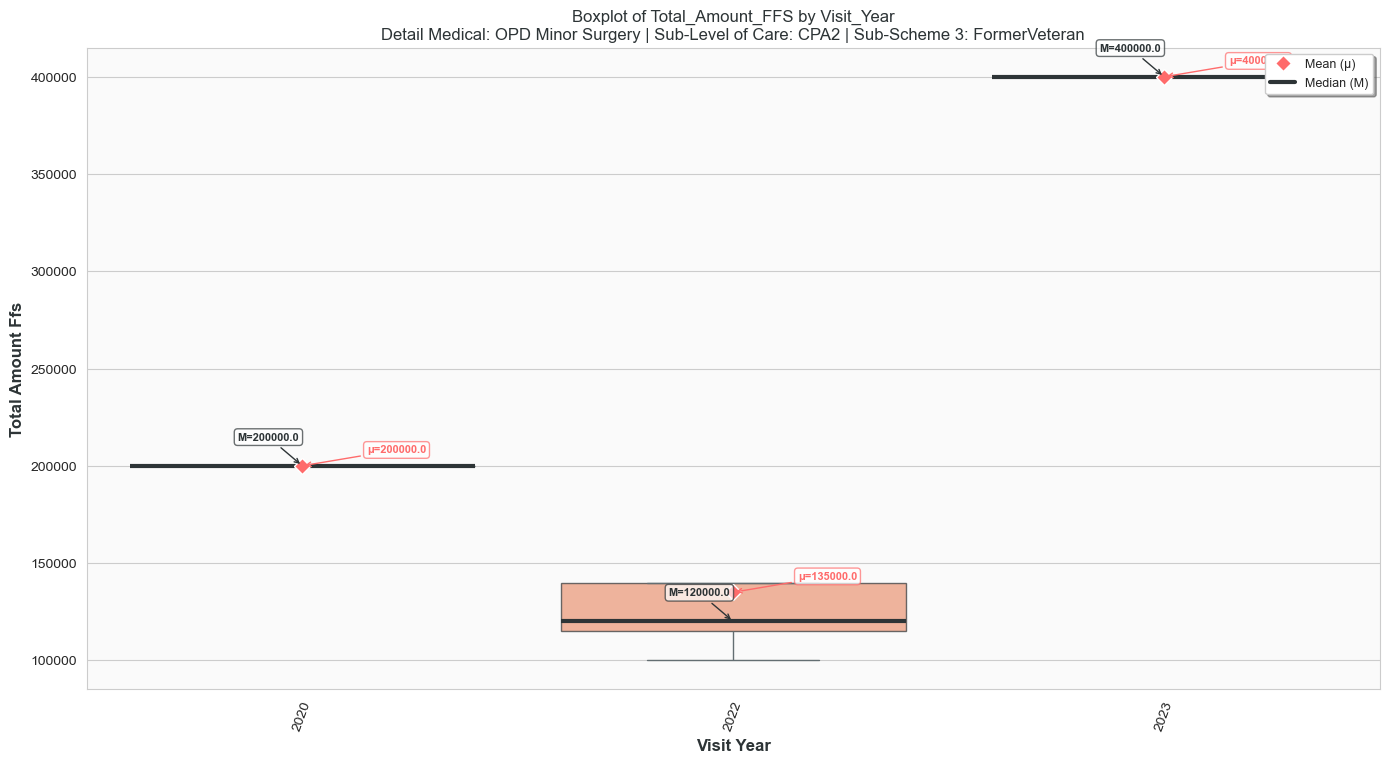 Boxplot of Total_Amount_FFS by Visit_Year
Detail Medical: OPD Minor Surgery | Sub-Level of Care: CPA2 | Sub-Scheme 3: FormerVeteran
M=400000.0
Mean (μ)
Median (M)
400000
350000
300000
250000
200000
150000
100000
Total Amount Ffs
M=200000.0
μ=200000.0
μ=135000.0
M=120000.0
2020
2022
2023
Visit Year